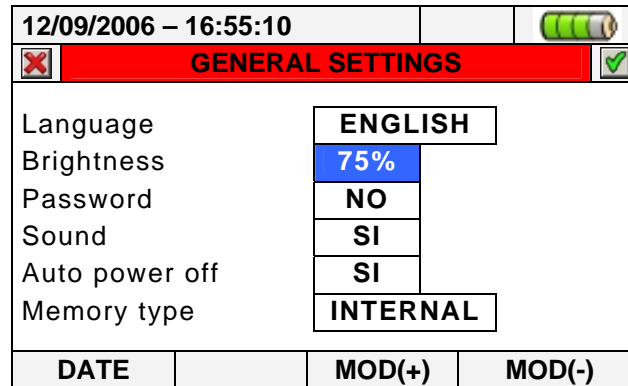 12/09/2006 – 16:55:10
GENERAL SETTINGS
Language ENGLISH
Brightness 75%
Password NO
Sound SI
Auto power off SI
Memory type INTERNAL
DATE MOD(+) MOD(-)